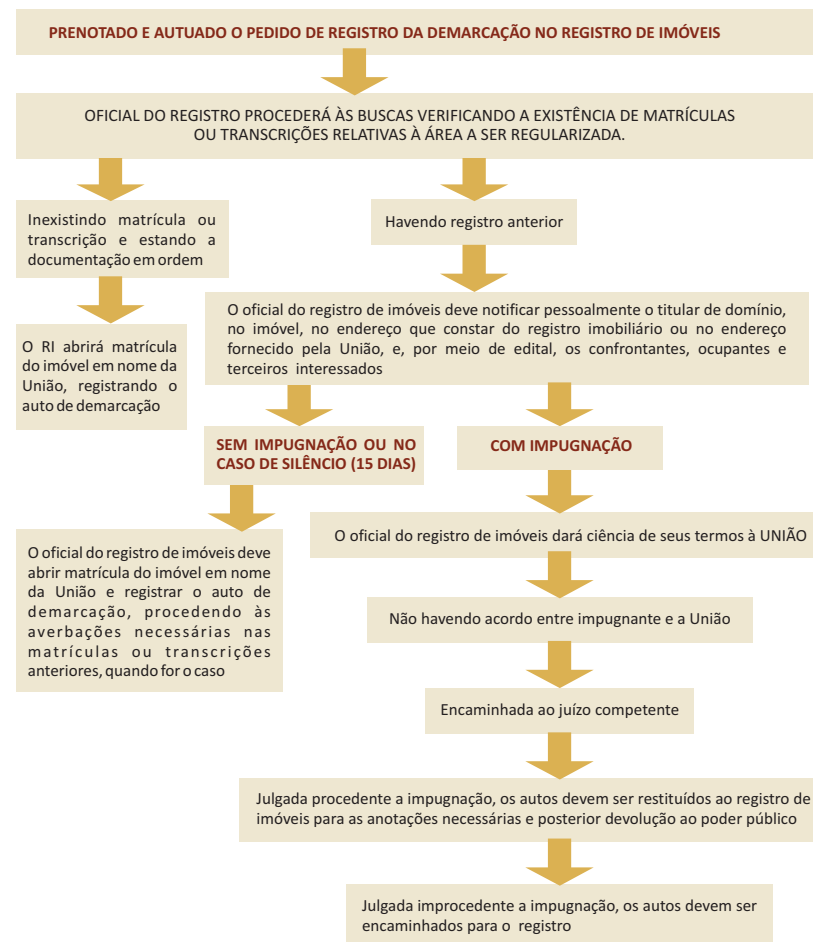 PRENOTADO E AUTUADO O PEDIDO DE REGISTRO DA DEMARCAÇÃO NO REGISTRO DE IMÓVEIS
OFICIAL DO REGISTRO PROCEDERÁ ÀS BUSCAS VERIFICANDO A EXISTÊNCIA DE MATRÍCULAS
OU TRANSCRIÇÕES RELATIVAS À ÁREA A SER REGULARIZADA.
Inexistindo matrícula ou
transcrição e estando a
documentação em ordem
O RI abrirá matrícula
do imóvel em nome da
União, registrando o
auto de demarcação
Havendo registro anterior
O oficial do registro de imóveis deve notificar pessoalmente o titular de domínio,
no imóvel, no endereço que constar do registro imobiliário ou no endereço
fornecido pela União, e, por meio de edital, os confrontantes, ocupantes e
terceiros interessados
SEM IMPUGNAÇÃO OU NO
CASO DE SILÊNCIO (15 DIAS)
O oficial do registro de imóveis deve
abrir matrícula do imóvel em nome
da União e registrar o auto de
demarcação, procedendo às
averbações necessárias nas
matrículas ou transcrições
anteriores, quando for o caso
COM IMPUGNAÇÃO
O oficial do registro de imóveis dará ciência de seus termos à UNIÃO
Não havendo acordo entre impugnante e a União
Encaminhada ao juízo competente
Julgada procedente a impugnação, os autos devem ser restituídos ao registro de
imóveis para as anotações necessárias e posterior devolução ao poder público
Julgada improcedente a impugnação, os autos devem ser
encaminhados para o registro